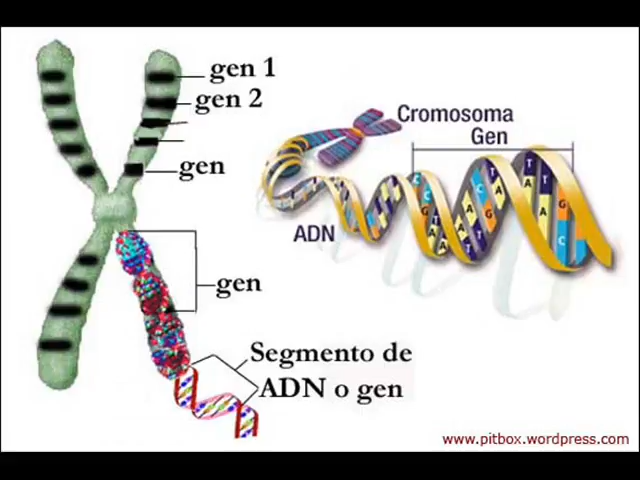 gen 1
gen 2
gen
gen
Segmento de
ADN o gen
Cromosoma
Gen
ADN
C
G
T
A
A
C
T
A
G
T
A
T
A
G
C
www.pitbox.wordpress.com